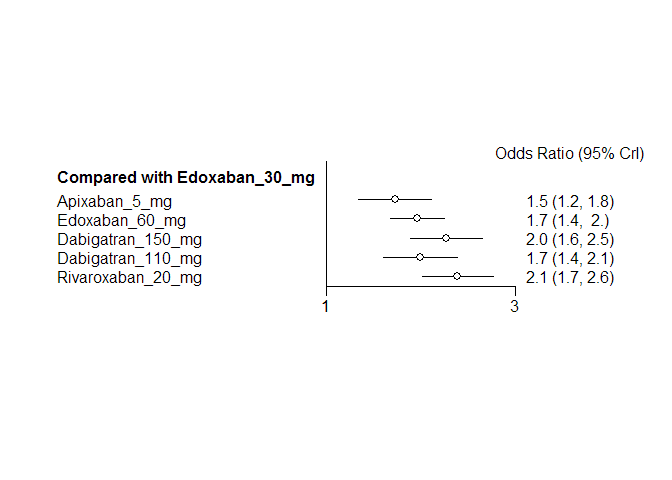 Odds Ratio (95% Crl)
Compared with Edoxaban_30_mg
Apixaban_5_mg 1.5 (1.2, 1.8)
Edoxaban_60_mg 1.7 (1.4,  2.)
Dabigatran_150_mg 2.0 (1.6, 2.5)
Dabigatran_110_mg 1.7 (1.4, 2.1)
Rivaroxaban_20_mg 2.1 (1.7, 2.6)
1 3